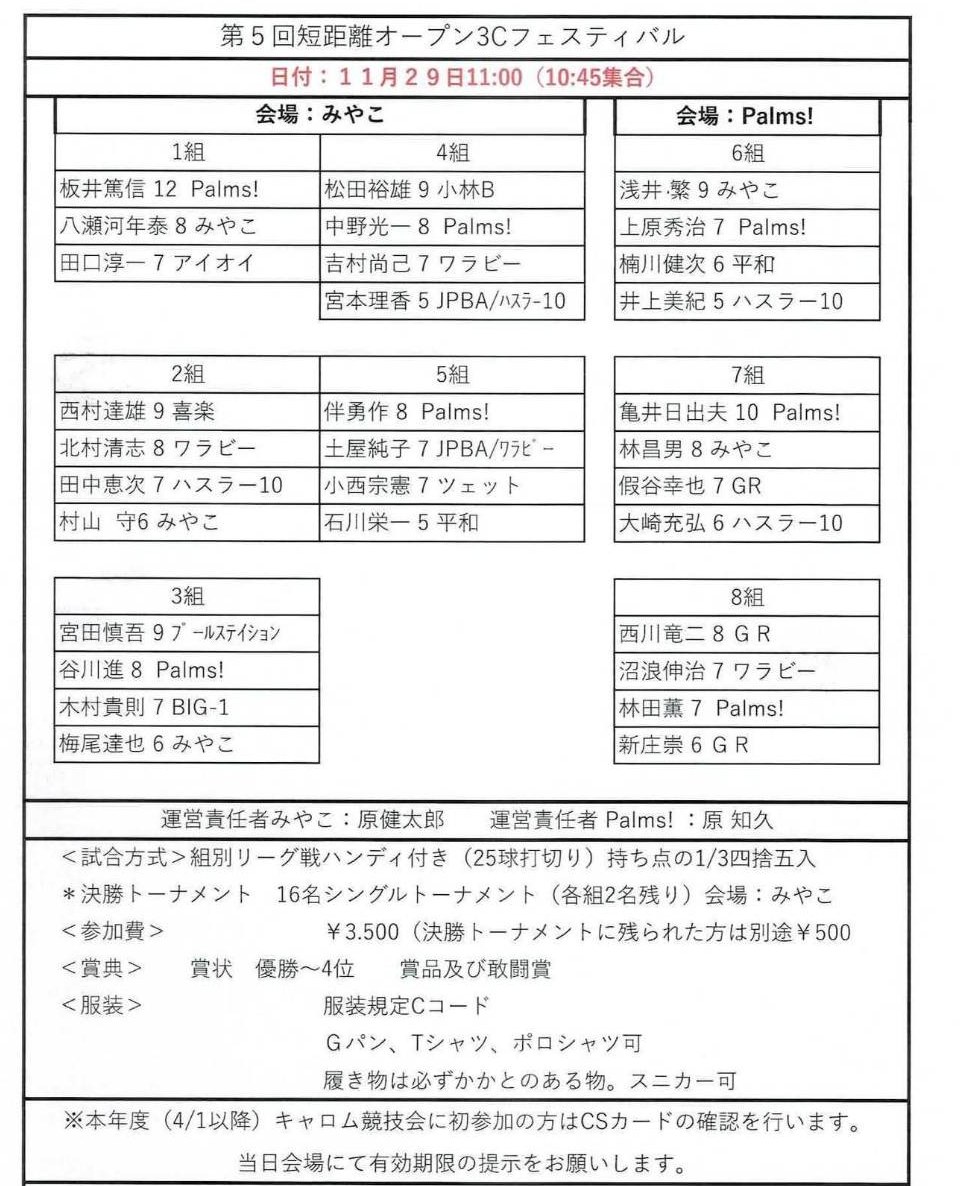 第５回短距離オープン3Cフェスティバル
日付：１１月２９日11:00（10:45集合）
会場：みやこ
1組
板井篤信 12 Palms!
八瀬河年泰 8 みやこ
田口淳一 7 アイオイ
4組
松田裕雄 9 小林B
中野光一 8 Palms!
吉村尚己 7 ワラビー
宮本理香 5 JPBA/ﾊｽﾗｰ10
2組
西村達雄 9 喜楽
北村清志 8 ワラビー
田中恵次 7 ハスラー10
村山 守6 みやこ
5組
伴勇作 8 Palms!
土屋純子 7 JPBA/ﾜﾗﾋﾞｰ
小西宗憲 7 ツェット
石川栄一 5 平和
3組
宮田慎吾 9 ﾌﾟｰﾙｽﾃｲｼｮﾝ
谷川進 8 Palms!
木村貴則 7 BIG-1
梅尾達也 6 みやこ
会場：Palms!
6組
浅井·繁 9 みやこ
上原秀治 7 Palms!
楠川健次 6 平和
井上美紀 5 ハスラー10
7組
亀井日出夫 10 Palms!
林昌男 8 みやこ
假谷幸也 7 GR
大崎充弘 6 ハスラー10
8組
西川竜二 8 ＧＲ
沼浪伸治 7 ワラビー
林田薫 7 Palms!
新庄崇 6 ＧＲ
運営責任者みやこ：原健太郎　　運営責任者 Palms! ：原 知久
＜試合方式＞組別リーグ戦ハンディ付き（25球打切り）持ち点の1/3四捨五入
＊決勝トーナメント　16名シングルトーナメント（各組2名残り）会場：みやこ
＜参加費＞　￥3.500（決勝トーナメントに残られた方は別途￥500
＜賞典＞　賞状　優勝〜4位　　賞品及び敢闘賞
＜服装＞　服装規定Cコード
Ｇパン、Tシャツ、ポロシャツ可
履き物は必ずかかとのある物。スニカー可
※本年度（4/1以降）キャロム競技会に初参加の方はCSカードの確認を行います。
当日会場にて有効期限の提示をお願いします。